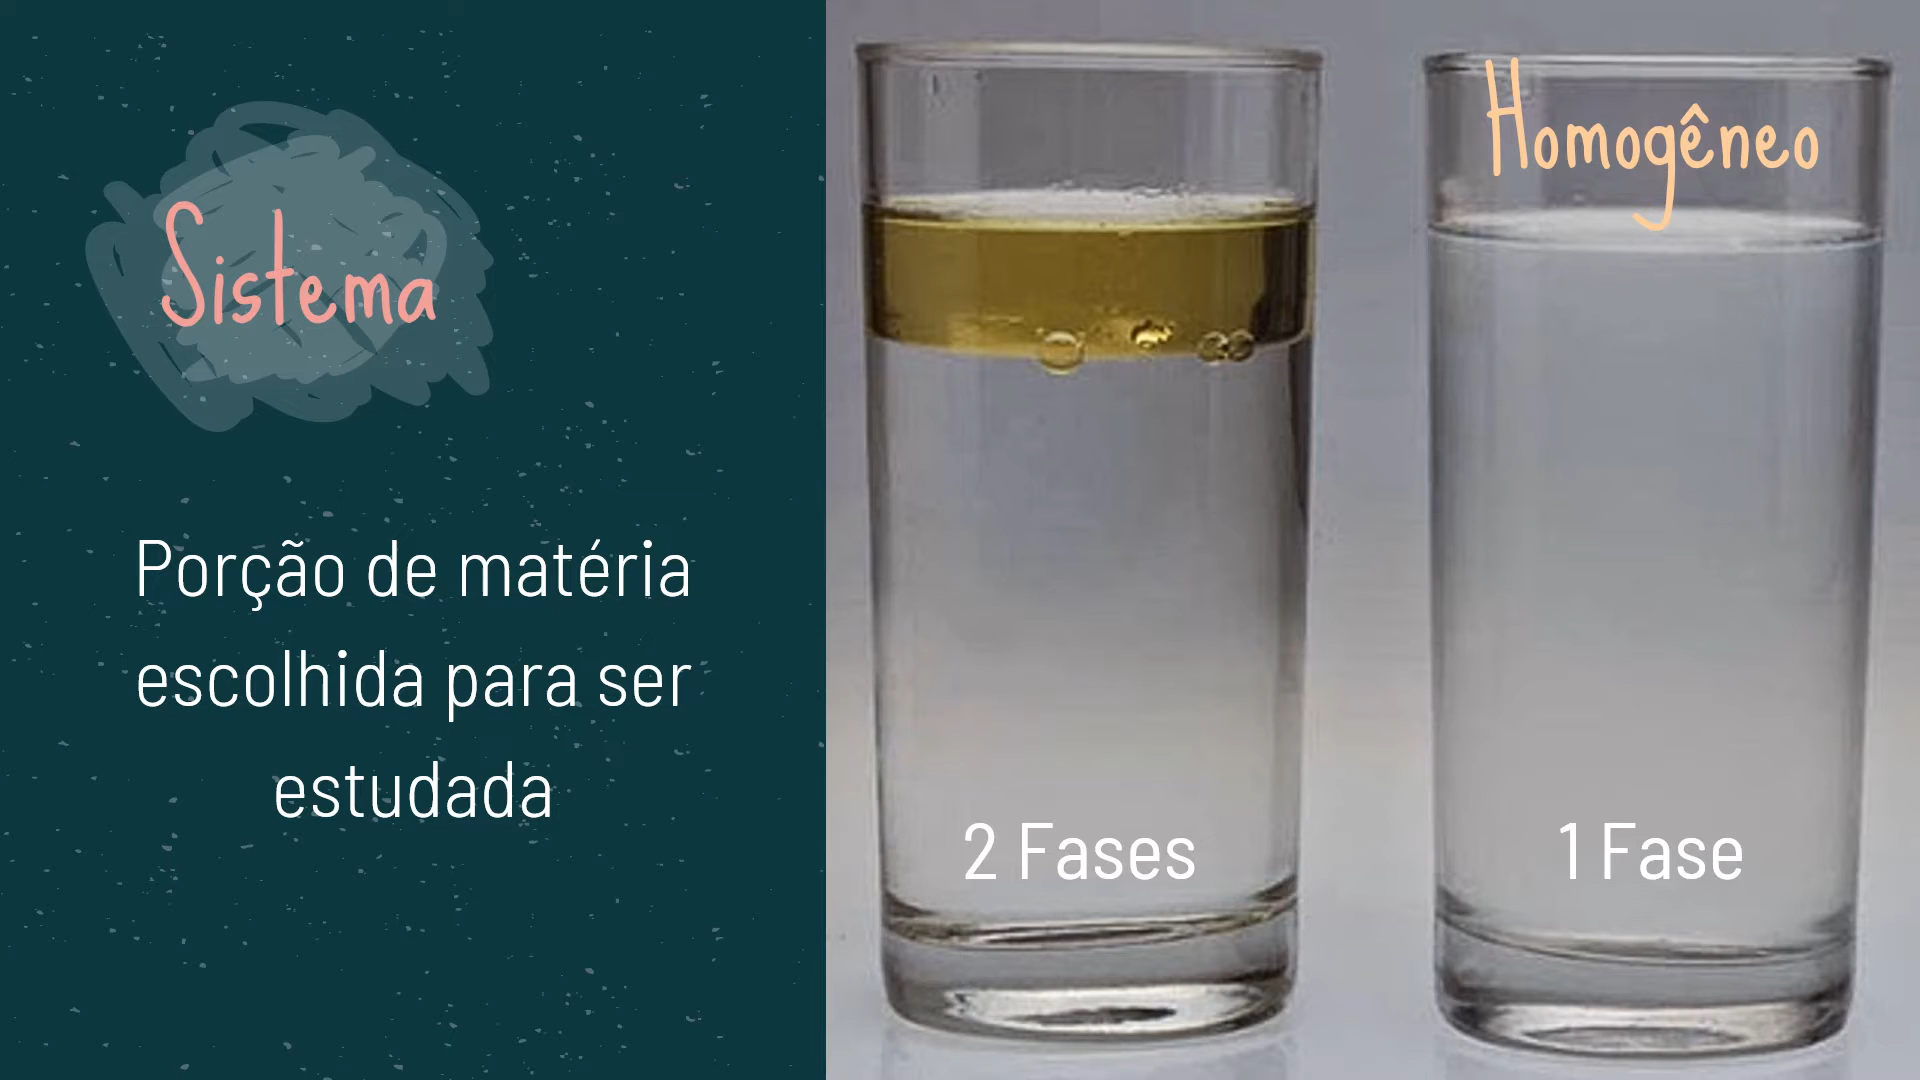 Sistema
Porção de matéria
escolhida para ser
estudada
Homogêneo
2 Fases
1 Fase